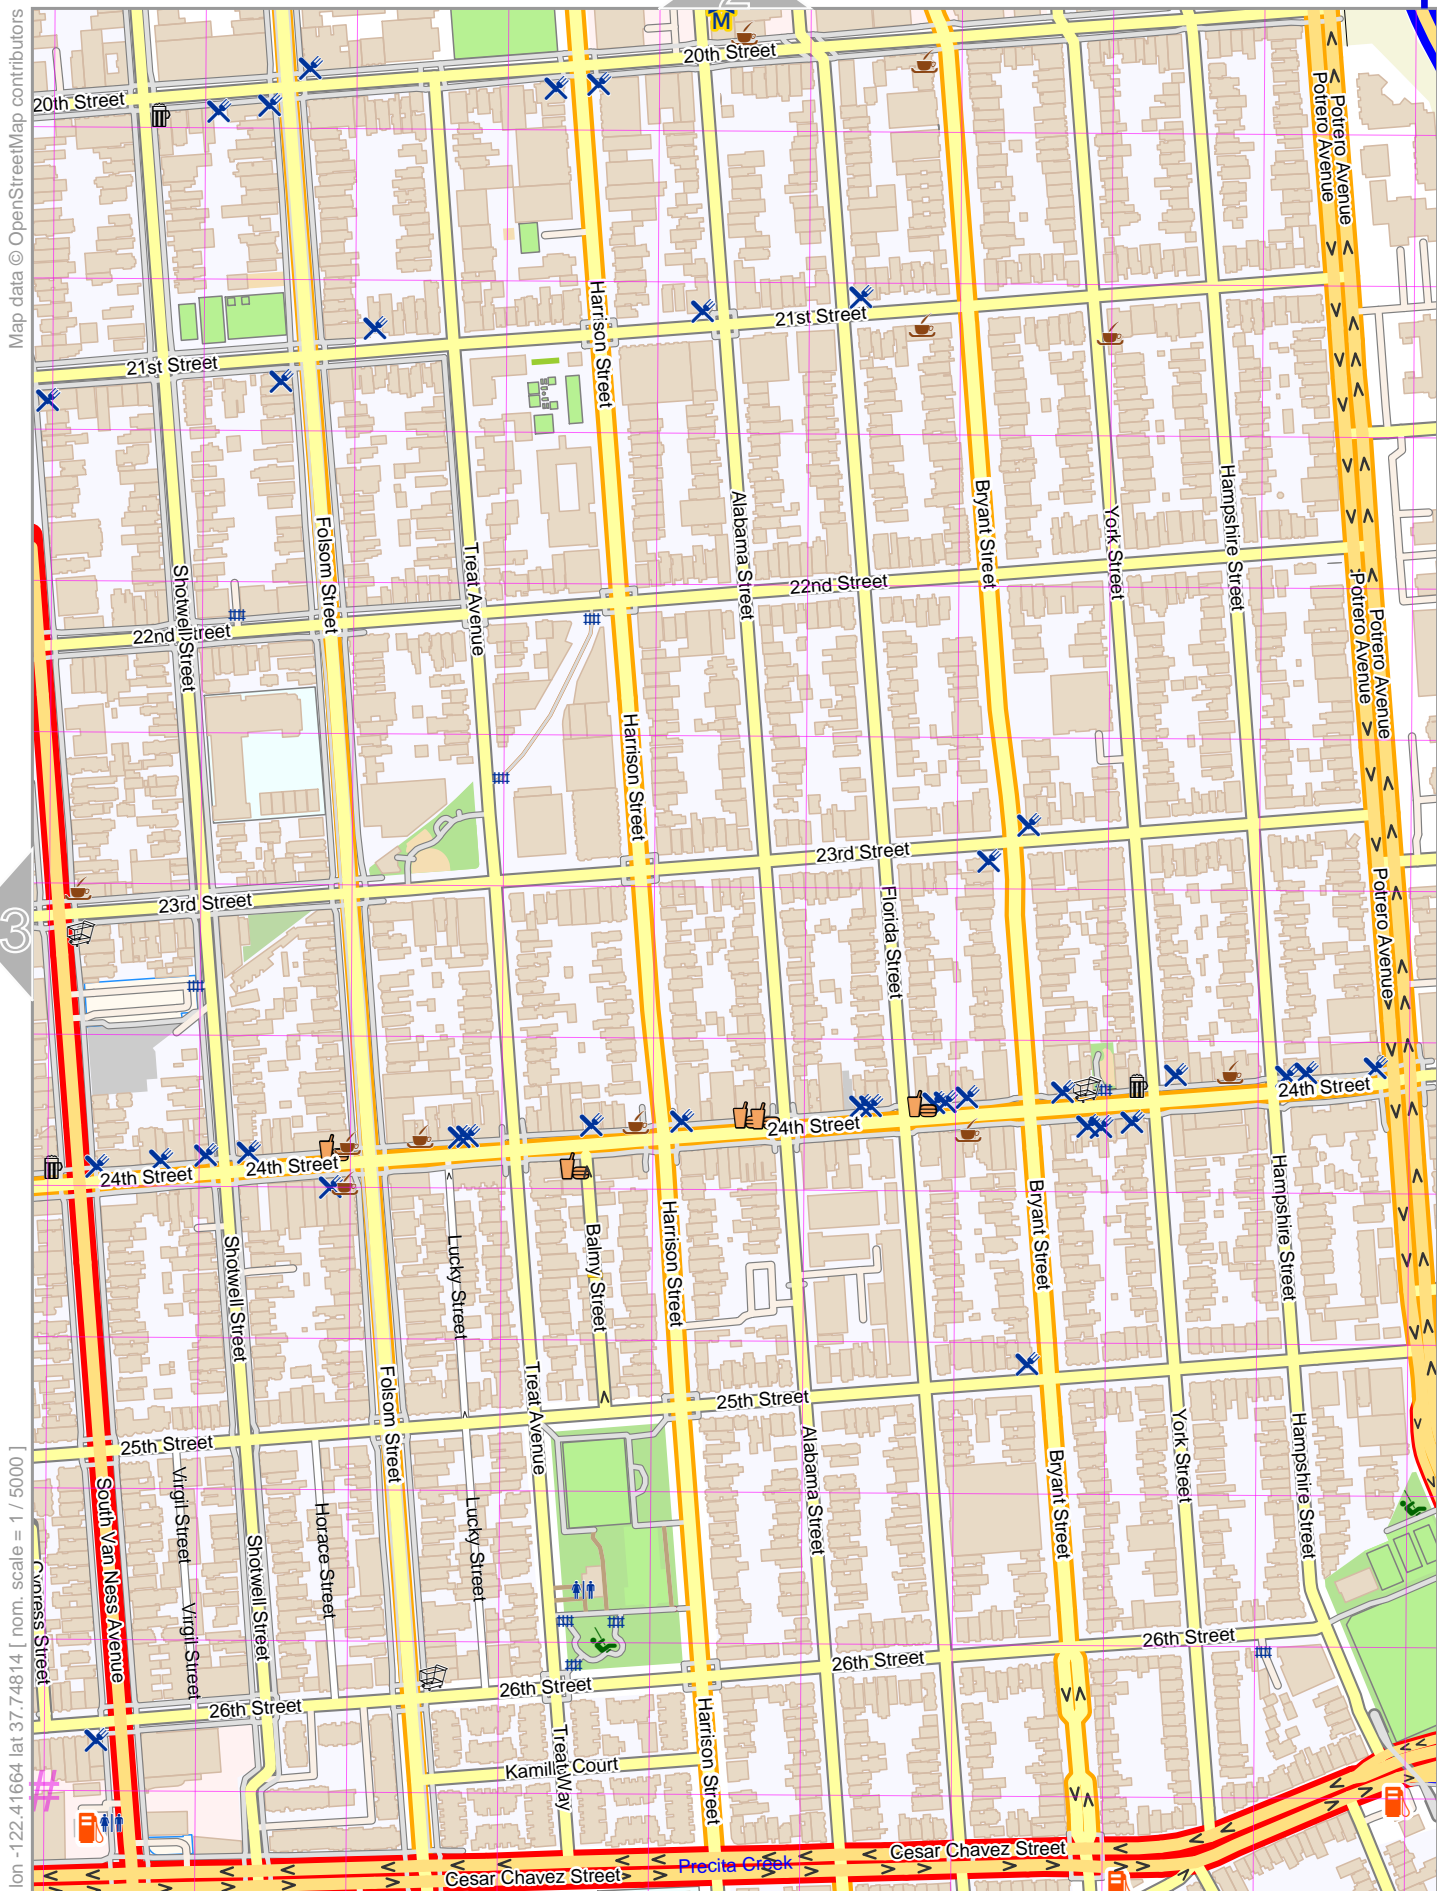 Map data © OpenStreetMap contributors
lon -122.41664 lat 37.74814 [ nom. scale = 1 / 5000 ]
M
20th Street
20th Street
Potrero Avenue
Potrero Avenue
Harrison Street
21st Street
21st Street
Folsom Street
Shotwell Street
Treat Avenue
Alabama Street
Bryant Street
York Street
Hampshire Street
22nd Street
22nd Street
Potrero Avenue
Potrero Avenue
Harrison Street
23rd Street
23rd Street
3
Florida Street
Potrero Avenue
24th Street
24th Street
24th Street
24th Street
Shotwell Street
Lucky Street
Balmy Street
Harrison Street
Bryant Street
Hampshire Street
Folsom Street
Treat Avenue
25th Street
25th Street
Alabama Street
York Street
Hampshire Street
Bryant Street
South Van Ness Avenue
Virgil Street
Virgil Street
Horace Street
Shotwell Street
Lucky Street
Cypress Street
26th Street
26th Street
26th Street
26th Street
Harrison Street
Treat Way
Kamille Court
#
Cesar Chavez Street
Cesar Chavez Street
Precita Creek